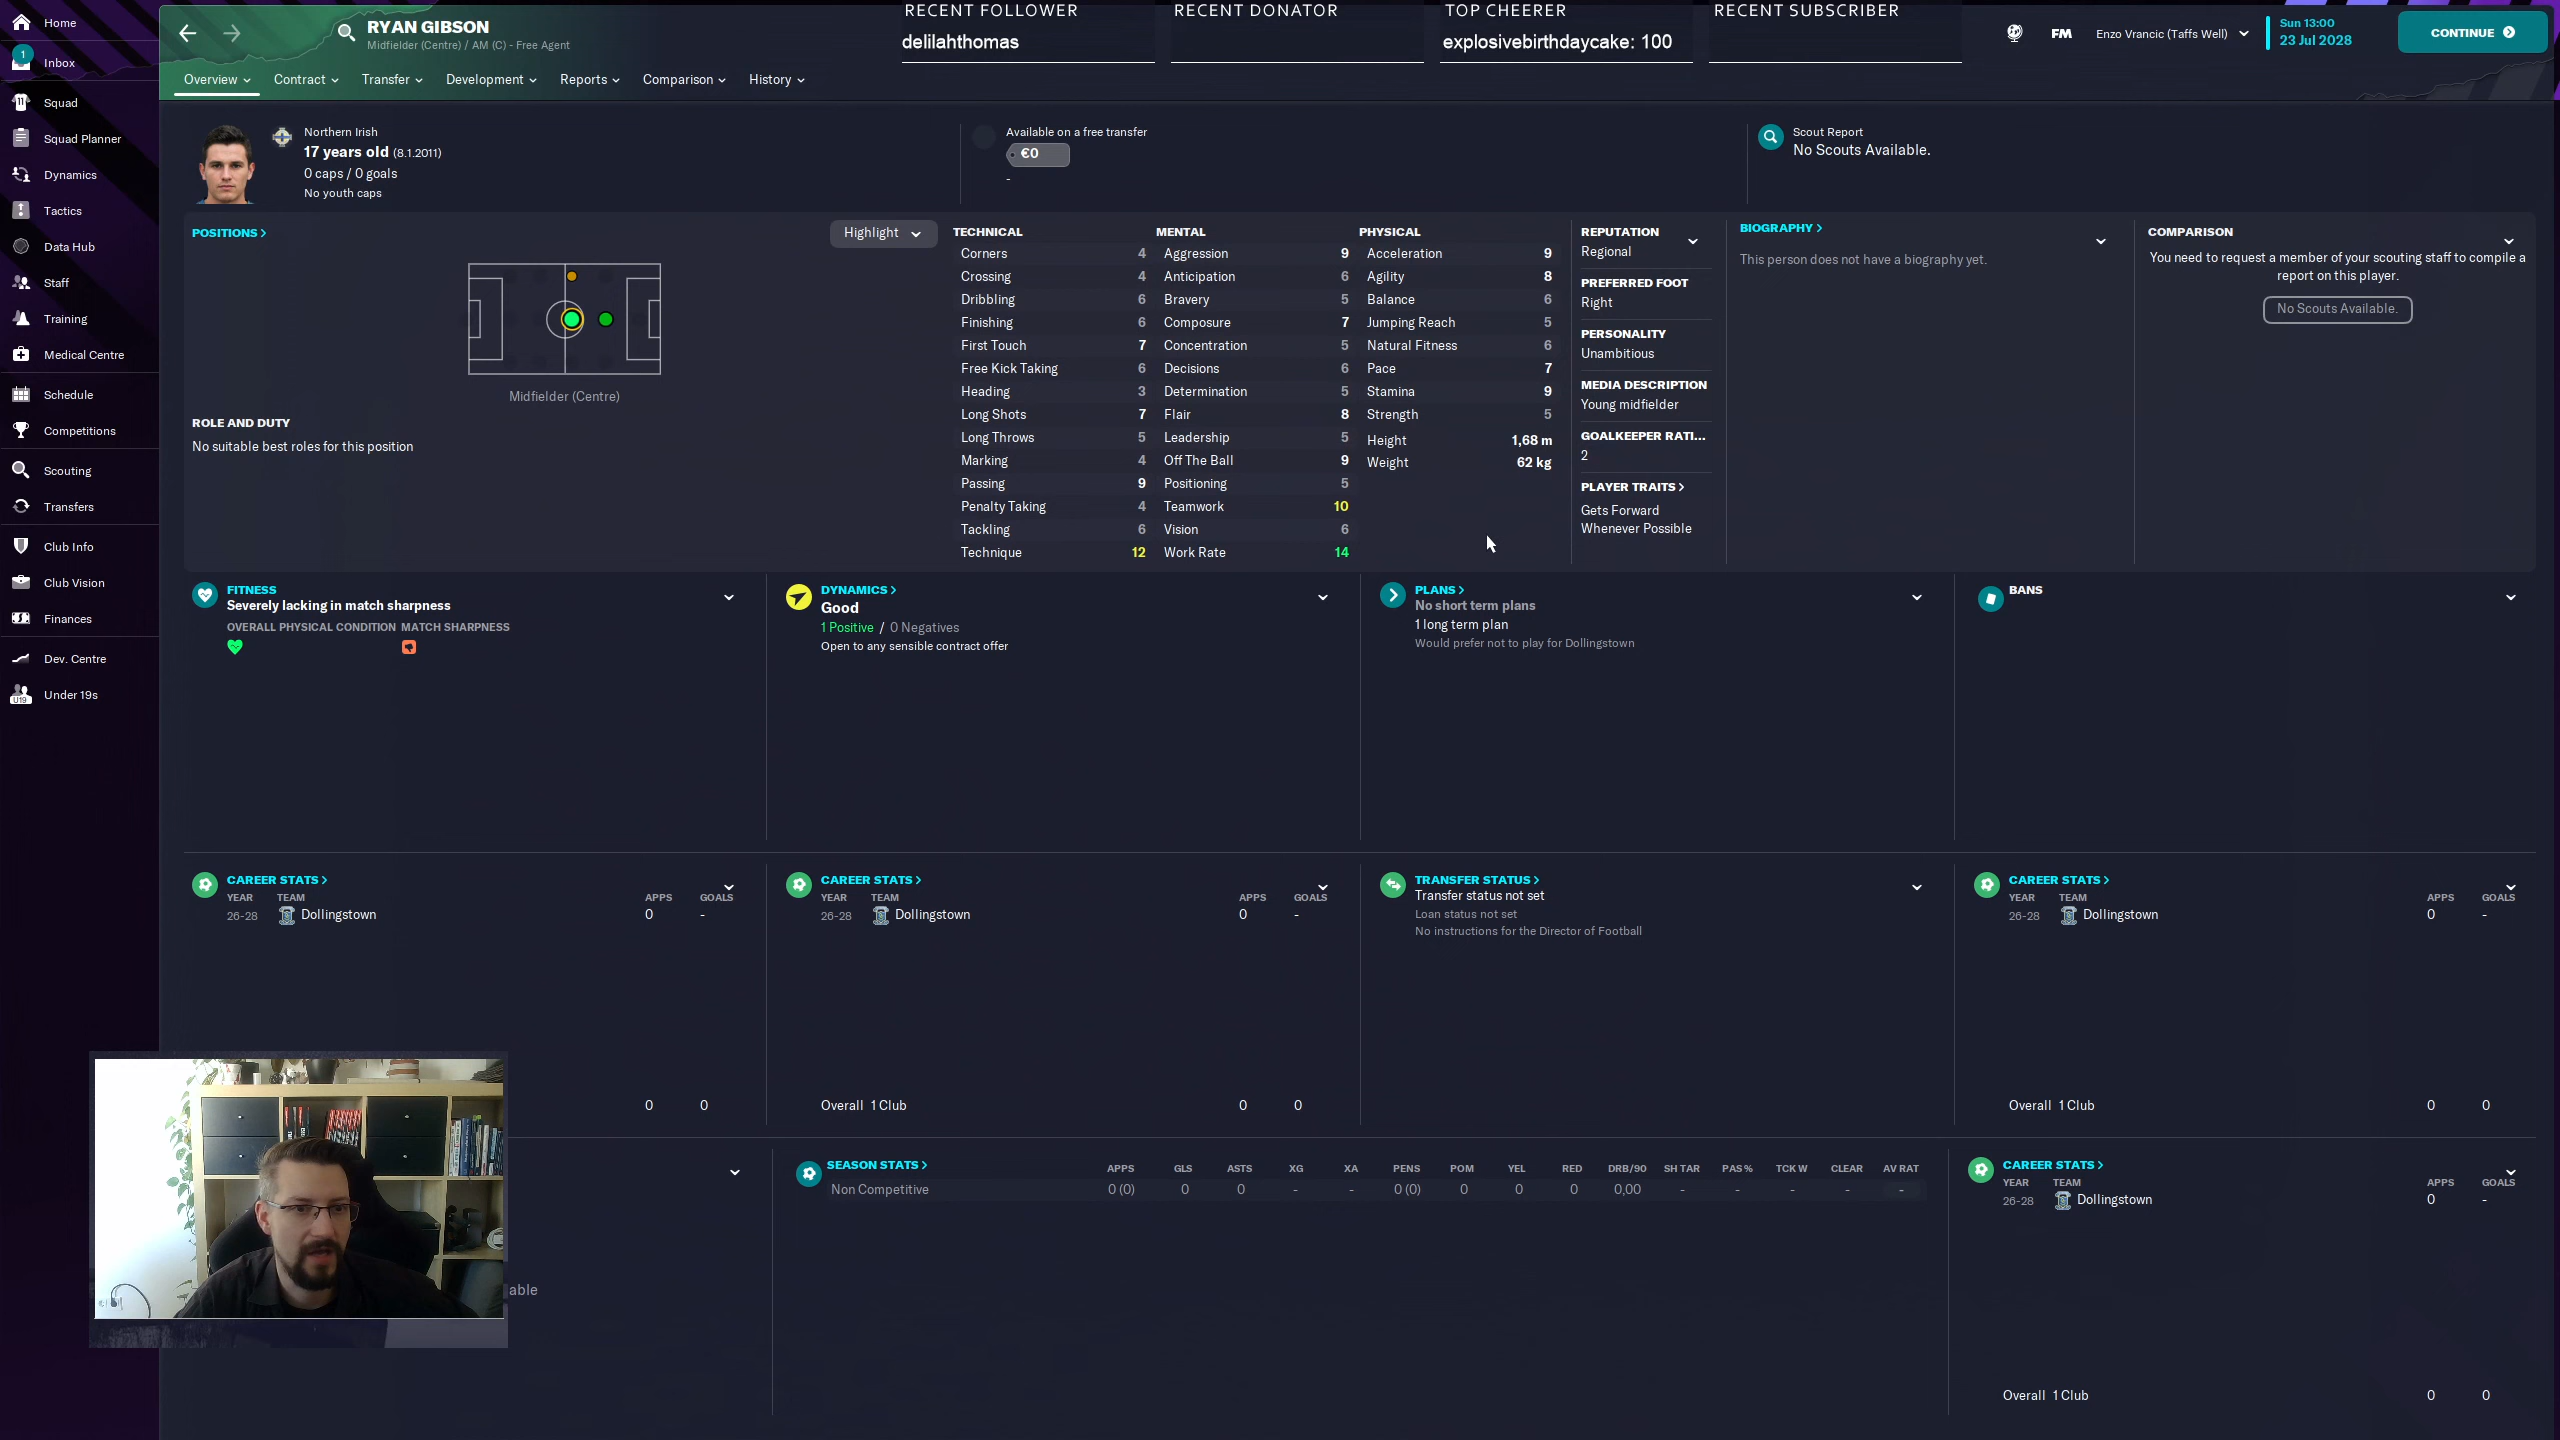 Home
1
Inbox
Squad
Squad Planner
Dynamics
Tactics
Data Hub
Staff
Training
Medical Centre
Schedule
Competitions
Scouting
Transfers
Club Info
Club Vision
Finances
Dev. Centre
U19
Under 19s
RYAN GIBSON
Midfielder (Centre) / AM (C) - Free Agent
RECENT FOLLOWER
delilahthomas
RECENT DONATOR
TOP CHEERER
explosivebirthdaycake: 100
RECENT SUBSCRIBER
FM
Enzo Vrancic (Taffs Well)
Sun 13:00
23 Jul 2028
CONTINUE
Overview
Contract
Transfer
Development
Reports
Comparison
History
Northern Irish
17 years old (8.1.2011)
0 caps / 0 goals
No youth caps
Available on a free transfer
€0
-
Scout Report
No Scouts Available.
POSITIONS >
Highlight
Midfielder (Centre)
ROLE AND DUTY
No suitable best roles for this position
TECHNICAL
Corners 4
Crossing 4
Dribbling 6
Finishing 6
First Touch 7
Free Kick Taking 6
Heading 3
Long Shots 7
Long Throws 5
Marking 4
Passing 9
Penalty Taking 4
Tackling 6
Technique 12
MENTAL
Aggression 9
Anticipation 6
Bravery 5
Composure 7
Concentration 5
Decisions 6
Determination 5
Flair 8
Leadership 5
Off The Ball 9
Positioning 5
Teamwork 10
Vision 6
Work Rate 14
PHYSICAL
Acceleration 9
Agility 8
Balance 6
Jumping Reach 5
Natural Fitness 6
Pace 7
Stamina 9
Strength 5
Height 1,68 m
Weight 62 kg
REPUTATION
Regional
PREFERRED FOOT
Right
PERSONALITY
Unambitious
MEDIA DESCRIPTION
Young midfielder
GOALKEEPER RATI...
2
PLAYER TRAITS >
Gets Forward
Whenever Possible
BIOGRAPHY >
This person does not have a biography yet.
COMPARISON
You need to request a member of your scouting staff to compile a
report on this player.
No Scouts Available.
FITNESS
Severely lacking in match sharpness
OVERALL PHYSICAL CONDITION MATCH SHARPNESS
DYNAMICS >
Good
1 Positive / 0 Negatives
Open to any sensible contract offer
PLANS >
No short term plans
1 long term plan
Would prefer not to play for Dollingstown
BANS
CAREER STATS >
YEAR TEAM APPS GOALS
26-28 Dollingstown 0 -
0 0
CAREER STATS >
YEAR TEAM APPS GOALS
26-28 Dollingstown 0 -
Overall 1 Club 0 0
TRANSFER STATUS >
Transfer status not set
Loan status not set
No instructions for the Director of Football
CAREER STATS >
YEAR TEAM APPS GOALS
26-28 Dollingstown 0 -
Overall 1 Club 0 0
able
SEASON STATS > APPS GLS ASTS XG XA PENS POM YEL RED DRB/90 SH TAR PAS % TCK W CLEAR AV RAT
Non Competitive 0 (0) 0 0 - - 0 (0) 0 0 0 0,00 - - - - -
CAREER STATS >
YEAR TEAM APPS GOALS
26-28 Dollingstown 0 -
Overall 1 Club 0 0